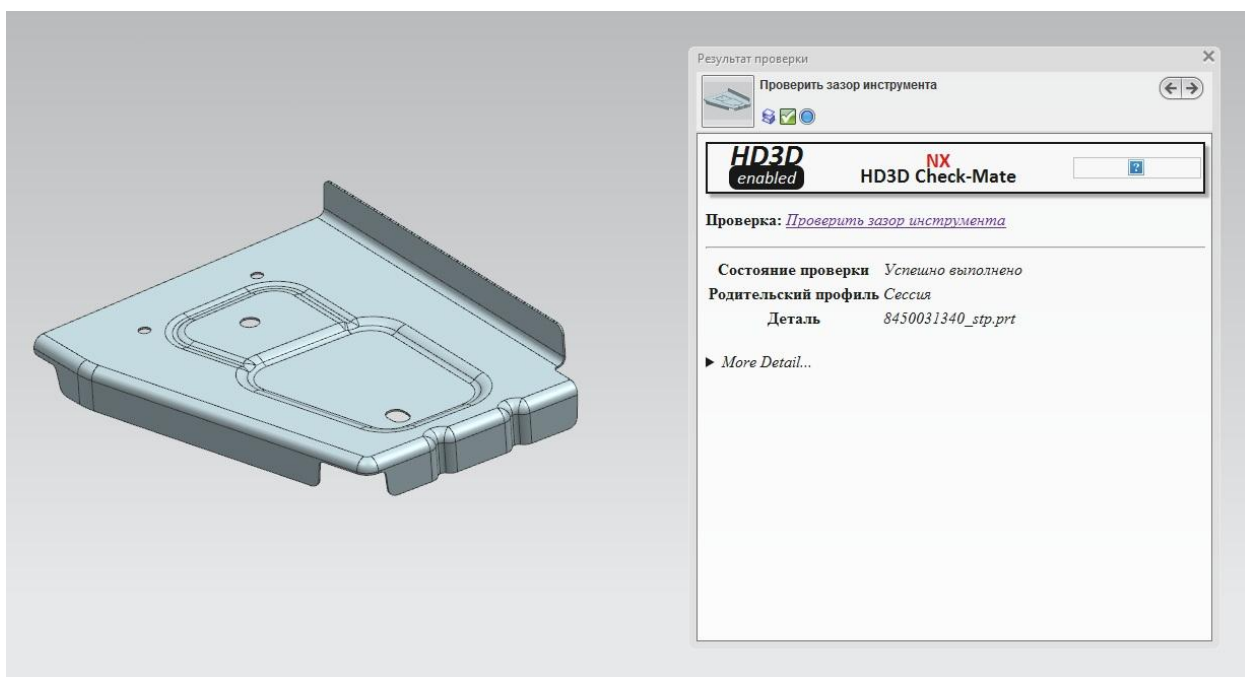 Результат проверки
Проверить зазор инструмента
HD3D
enabled
NX
HD3D Check-Mate
Проверка: Проверить зазор инструмента
Состояние проверки Успешно выполнено
Родительский профиль Сессия
Деталь 8450031340_stp.prt
More Detail...